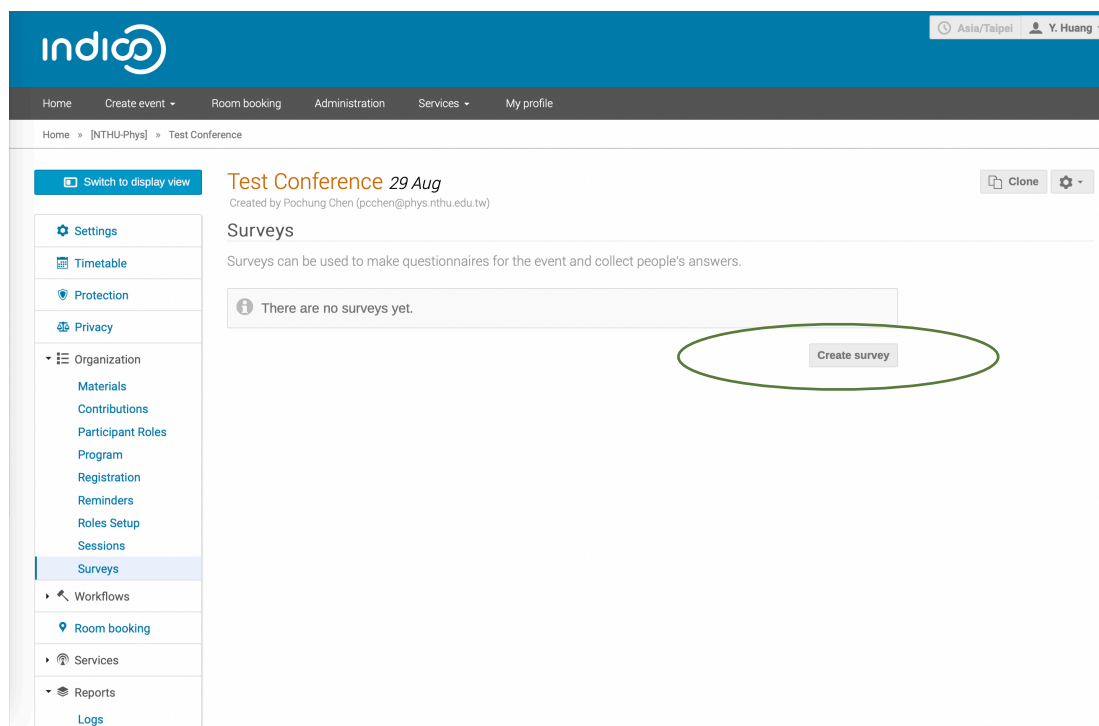 indico
Asia/Taipei Y. Huang
Home Create event Room booking Administration Services My profile
Home » [NTHU-Phys] » Test Conference
Switch to display view
Test Conference 29 Aug
Clone
Created by Pochung Chen (pcchen@phys.nthu.edu.tw)
Settings
Surveys
Timetable
Surveys can be used to make questionnaires for the event and collect people's answers.
Protection
There are no surveys yet.
Privacy
Create survey
Organization
Materials
Contributions
Participant Roles
Program
Registration
Reminders
Roles Setup
Sessions
Surveys
Workflows
Room booking
Services
Reports
Logs